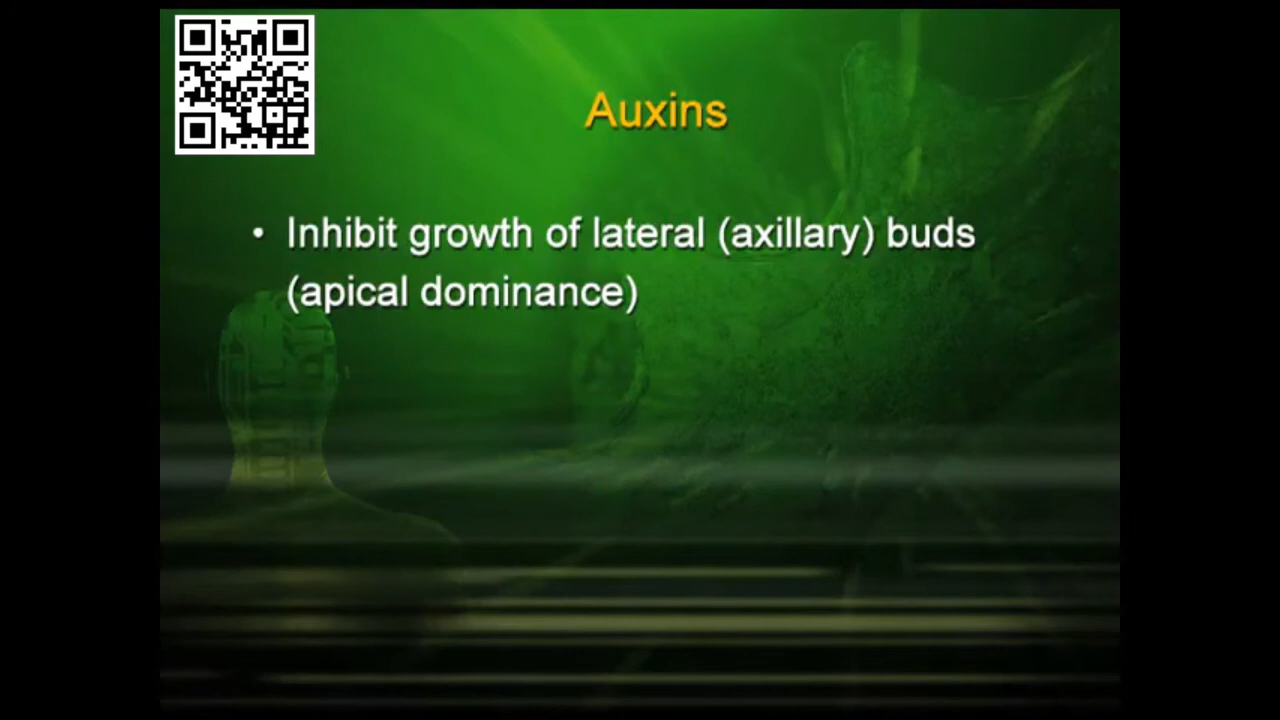 Auxins
• Inhibit growth of lateral (axillary) buds
(apical dominance)